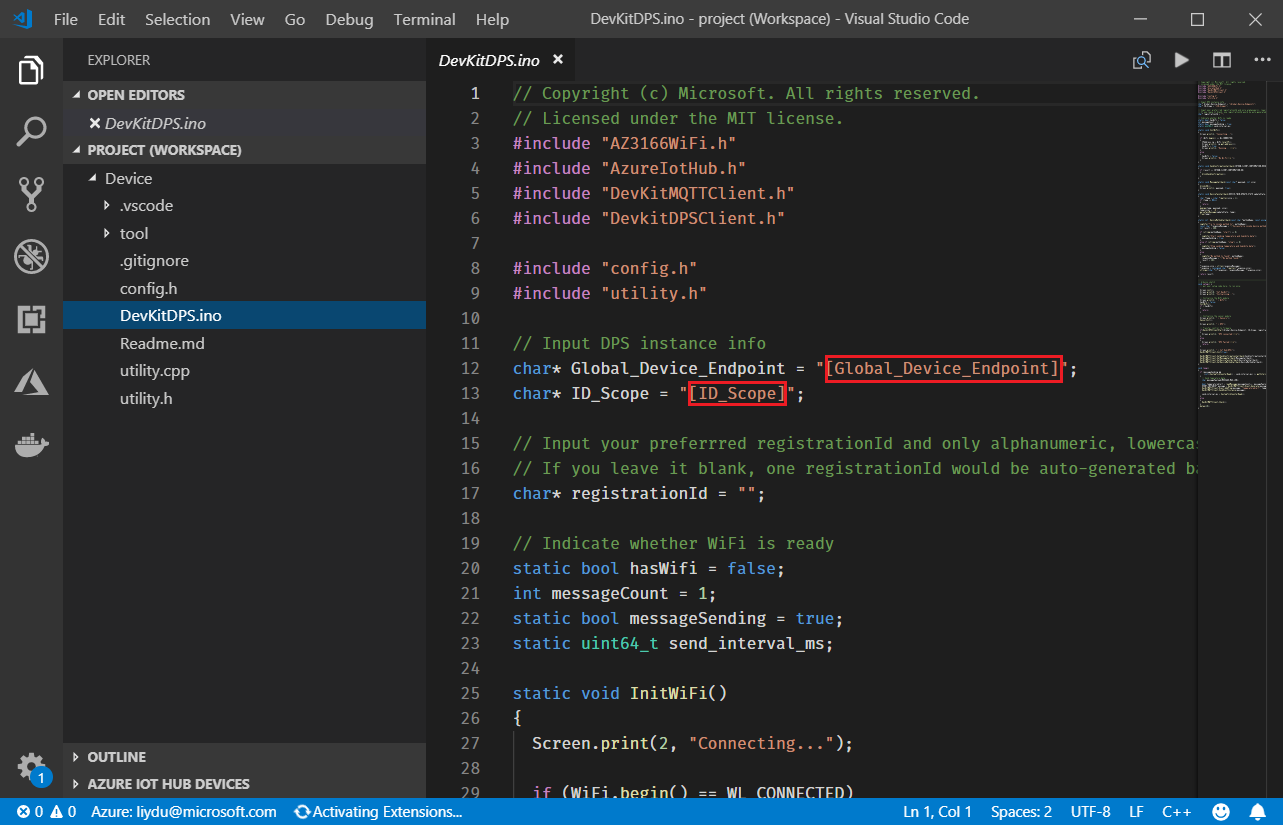 File Edit Selection View Go Debug Terminal Help DevKitDPS.ino - project (Workspace) - Visual Studio Code
EXPLORER
OPEN EDITORS
DevKitDPS.ino
PROJECT (WORKSPACE)
Device
.vscode
tool
.gitignore
config.h
DevKitDPS.ino
Readme.md
utility.cpp
utility.h
OUTLINE
AZURE IOT HUB DEVICES
1
DevKitDPS.ino
1 // Copyright (c) Microsoft. All rights reserved.
2 // Licensed under the MIT license.
3 #include "AZ3166WiFi.h"
4 #include "AzureIotHub.h"
5 #include "DevKitMQTTClient.h"
6 #include "DevkitDPSClient.h"
7
8 #include "config.h"
9 #include "utility.h"
10
11 // Input DPS instance info
12 char* Global_Device_Endpoint = "[Global_Device_Endpoint]";
13 char* ID_Scope = "[ID_Scope]";
14
15 // Input your preferrred registrationId and only alphanumeric, lowerca
16 // If you leave it blank, one registrationId would be auto-generated ba
17 char* registrationId = "";
18
19 // Indicate whether WiFi is ready
20 static bool hasWifi = false;
21 int messageCount = 1;
22 static bool messageSending = true;
23 static uint64_t send_interval_ms;
24
25 static void InitWiFi()
26 {
27 Screen.print(2, "Connecting...");
28
29 if (WiFi.begin() == WL_CONNECTED)
0 0 Azure: liydu@microsoft.com Activating Extensions... Ln 1, Col 1 Spaces: 2 UTF-8 LF C++